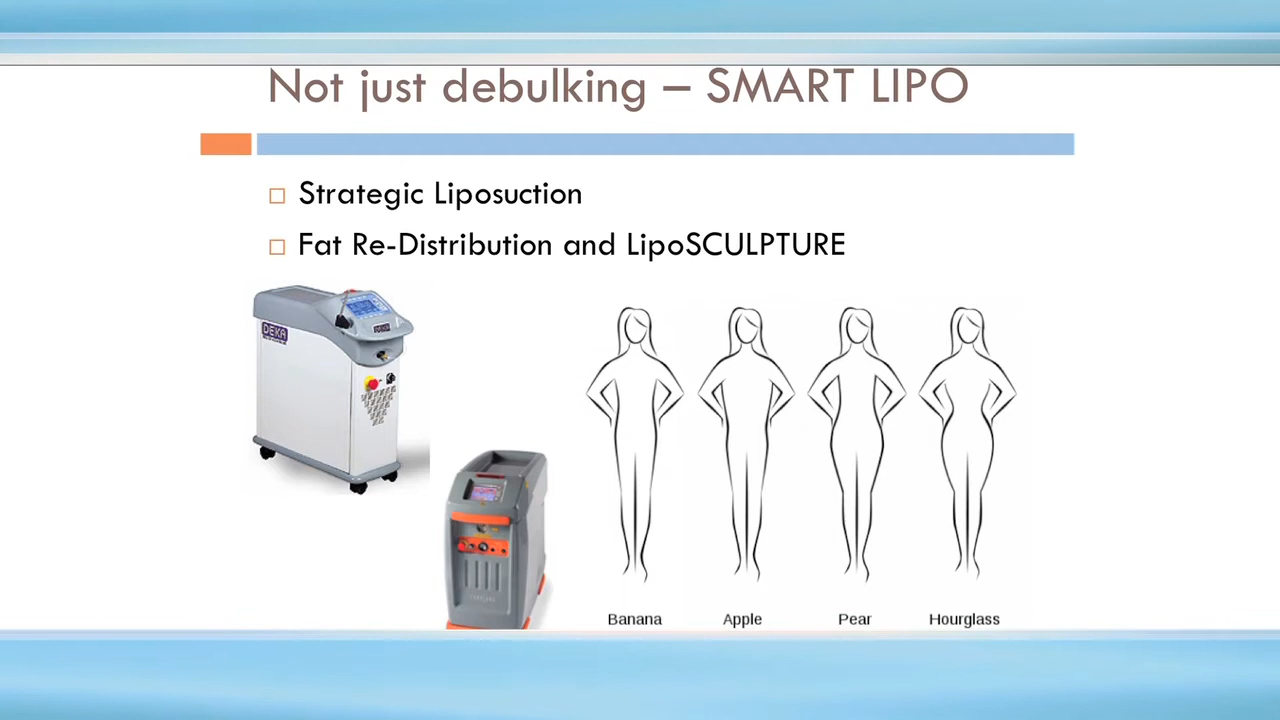 Not just debulking – SMART LIPO
Strategic Liposuction
Fat Re-Distribution and LipoSCULPTURE
DEKA
Banana
Apple
Pear
Hourglass